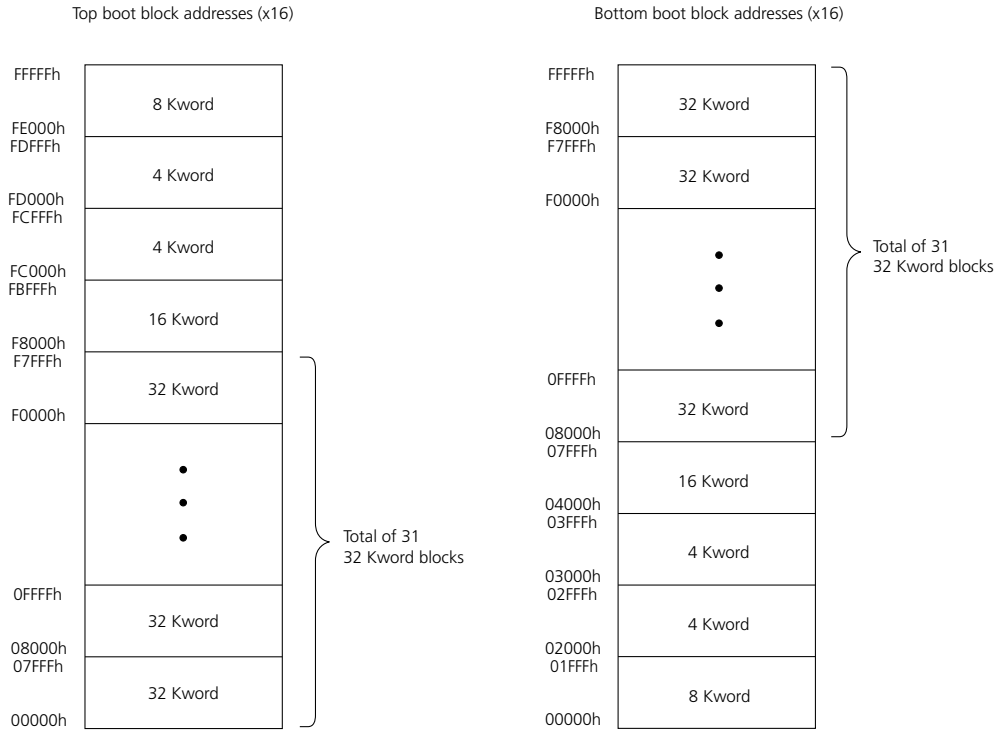 Top boot block addresses (x16)
FFFFFh
8 Kword
FE000h
FDFFFh
4 Kword
FD000h
FCFFFh
4 Kword
FC000h
FBFFFh
16 Kword
F8000h
F7FFFh
32 Kword
F0000h
Total of 31
32 Kword blocks
0FFFFh
32 Kword
08000h
07FFFh
32 Kword
00000h
Bottom boot block addresses (x16)
FFFFFh
32 Kword
F8000h
F7FFFh
32 Kword
F0000h
Total of 31
32 Kword blocks
0FFFFh
32 Kword
08000h
07FFFh
16 Kword
04000h
03FFFh
4 Kword
03000h
02FFFh
4 Kword
02000h
01FFFh
8 Kword
00000h